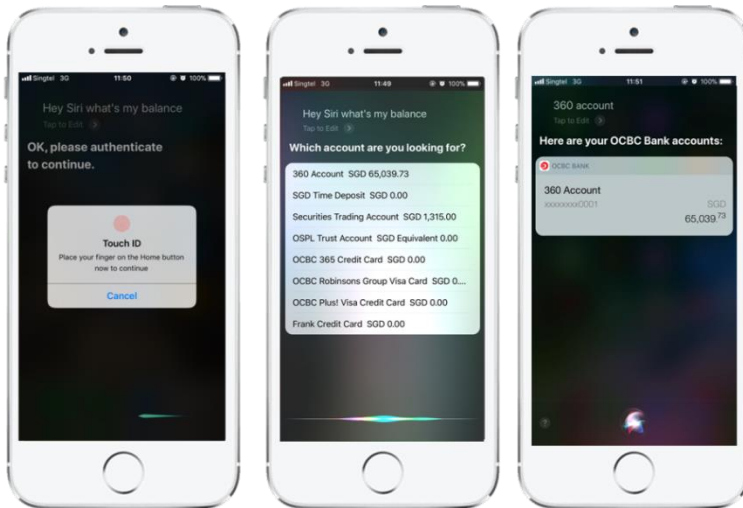 Singtel 3G 11:50 100%
Hey Siri what's my balance
Tap to Edit
OK, please authenticate
to continue.
Touch ID
Place your finger on the Home button
now to continue
Cancel
Singtel 3G 11:49 100%
Hey Siri what's my balance
Tap to Edit
Which account are you looking for?
360 Account SGD 65,039.73
SGD Time Deposit SGD 0.00
Securities Trading Account SGD 1,315.00
OSPL Trust Account SGD Equivalent 0.00
OCBC 365 Credit Card SGD 0.00
OCBC Robinsons Group Visa Card SGD 0....
OCBC Plus! Visa Credit Card SGD 0.00
Frank Credit Card SGD 0.00
Singtel 3G 11:51 100%
360 account
Tap to Edit
Here are your OCBC Bank accounts:
OCBC BANK
360 Account
xxxxxxxx0001 SGD
65,039.73
?